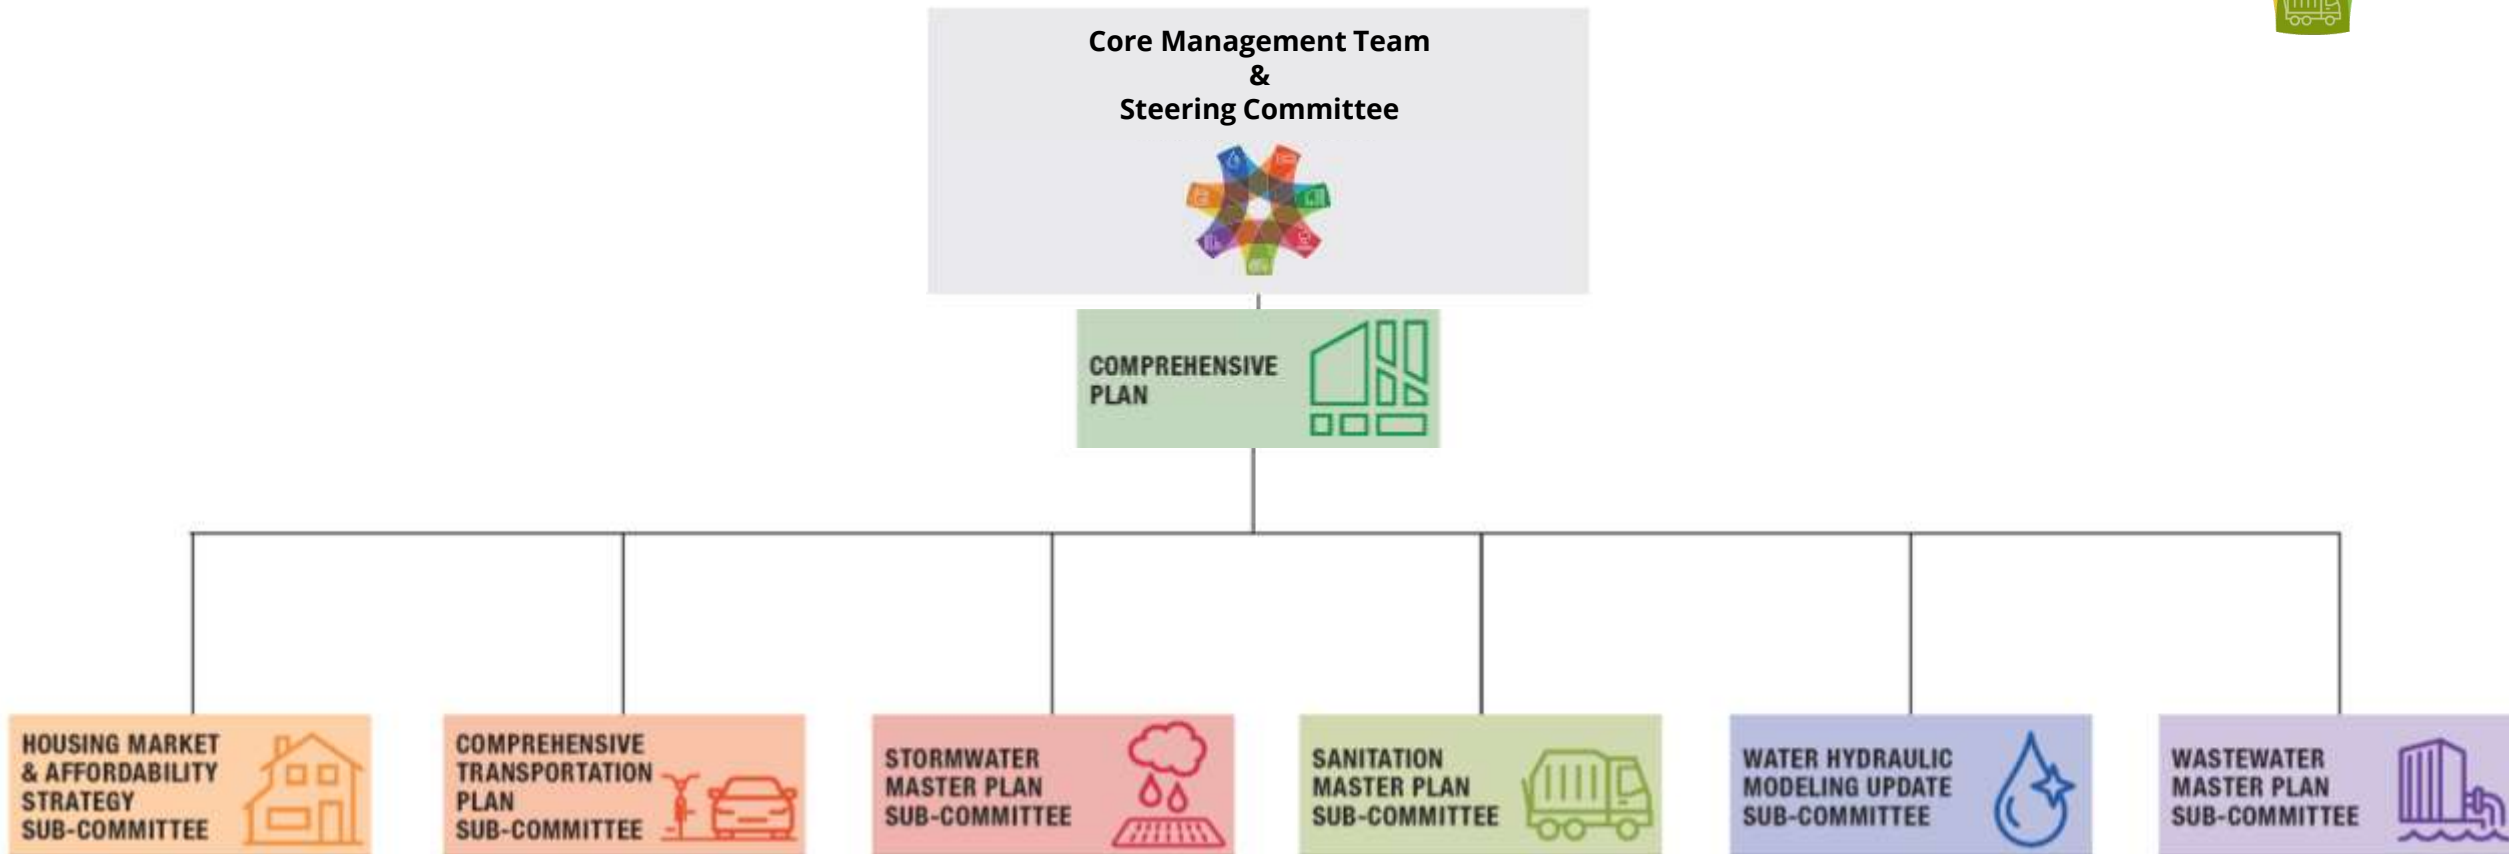 Core Management Team
&
Steering Committee
COMPREHENSIVE
PLAN
HOUSING MARKET
& AFFORDABILITY
STRATEGY
SUB-COMMITTEE
COMPREHENSIVE
TRANSPORTATION
PLAN
SUB-COMMITTEE
STORMWATER
MASTER PLAN
SUB-COMMITTEE
SANITATION
MASTER PLAN
SUB-COMMITTEE
WATER HYDRAULIC
MODELING UPDATE
SUB-COMMITTEE
WASTEWATER
MASTER PLAN
SUB-COMMITTEE